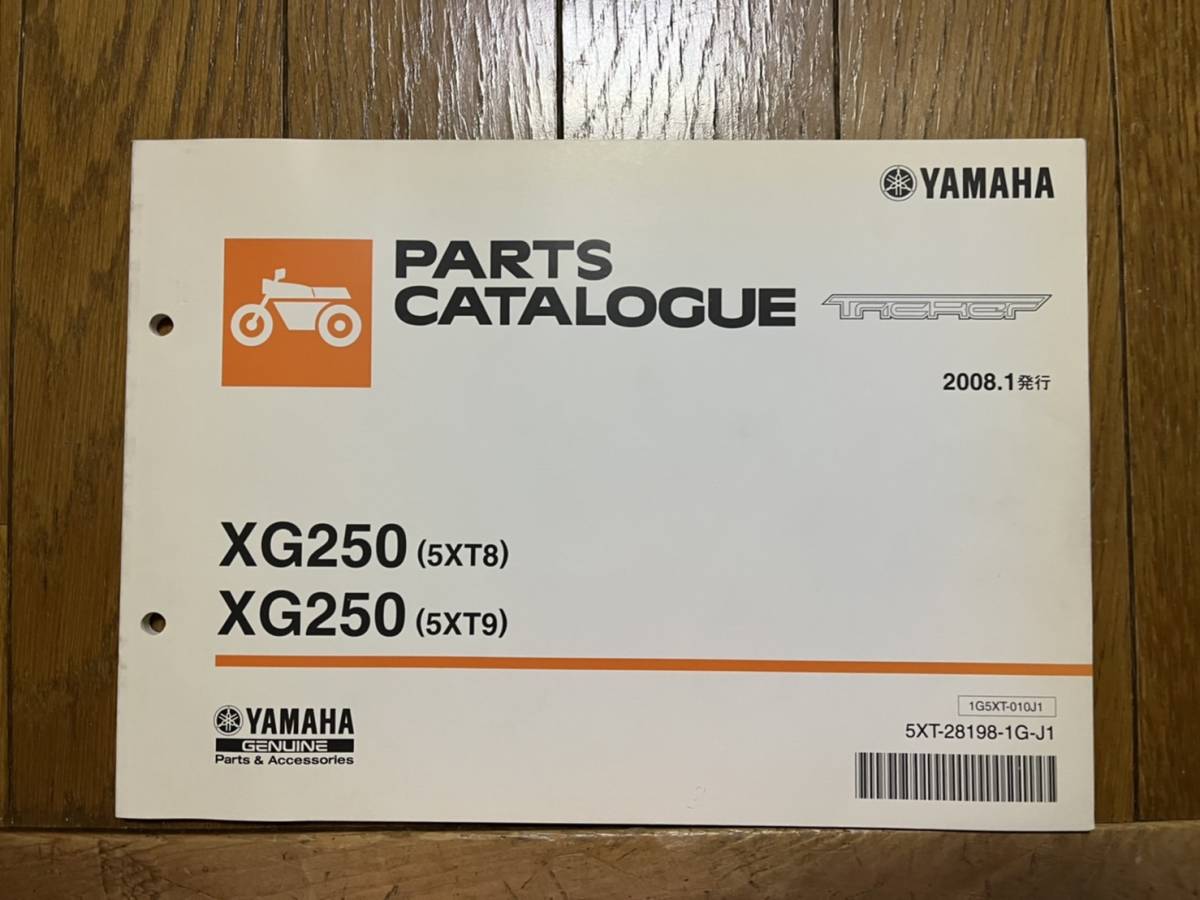 YAMAHA
PARTS
CATALOGUE
TRICKER
2008.1発行
XG250 (5XT8)
XG250 (5XT9)
YAMAHA
GENUINE
Parts & Accessories
1G5XT-010J1
5XT-28198-1G-J1